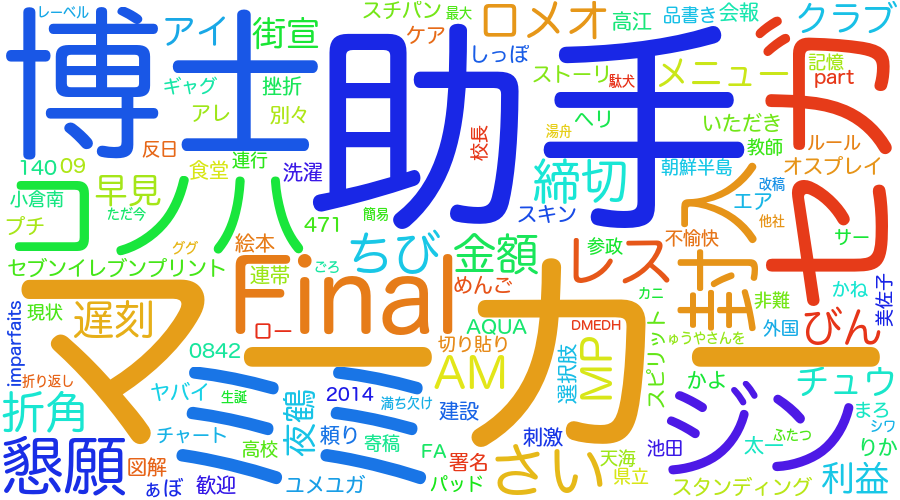 レーベル
スチパン
最大
ロメオ
高江
品書き
会報
クラブ
博士
アイ
街宣
ケア
助手
セガ
しっぽ
ギャグ
挫折
ストーリ
駄犬
メニュー
記憶
part
アレ
別々
ヘリ
いただき
反日
校長
湯舟
教師
ルール
140
09
食堂
連行
洗濯
締切
朝鮮半島
オスプレイ
小倉南
早見
コンハ
スキン
エア
改稿
プチ
ただ今
471
簡易
封入
他社
ググ
絵本
ちび
金額
レス
参政
不愉快
サー
セブンイレブンプリント
連帯
ごろ
Final
めんご
カニ
かね
美佐子
非難
現状
遅刻
ロー
AQUA
DMEDH
ゅうやさんを
外国
びん
imparfaits
マーカー
0842
切り貼り
選択肢
MP
スピリット
折り返し
ヤバイ
生誕
ミミ
2014
満ち欠け
AM
かよ
チュウ
折角
夜鶴
建設
ジン
まろ
シワ
チャート
高校
頼り
寄稿
FA
刺激
さい
池田
太一
ふたつ
りか
懇願
図解
署名
天海
県立
ぁぼ
歓迎
ユメユガ
パッド
スタンディング
利益